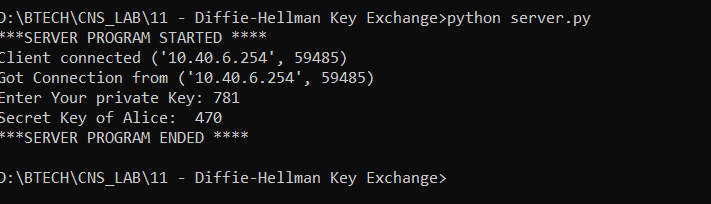 D:\BTECH\CNS_LAB\11 - Diffie-Hellman Key Exchange>python server.py
***SERVER PROGRAM STARTED ****
Client connected ('10.40.6.254', 59485)
Got Connection from ('10.40.6.254', 59485)
Enter Your private Key: 781
Secret Key of Alice:  470
***SERVER PROGRAM ENDED ****
D:\BTECH\CNS_LAB\11 - Diffie-Hellman Key Exchange>